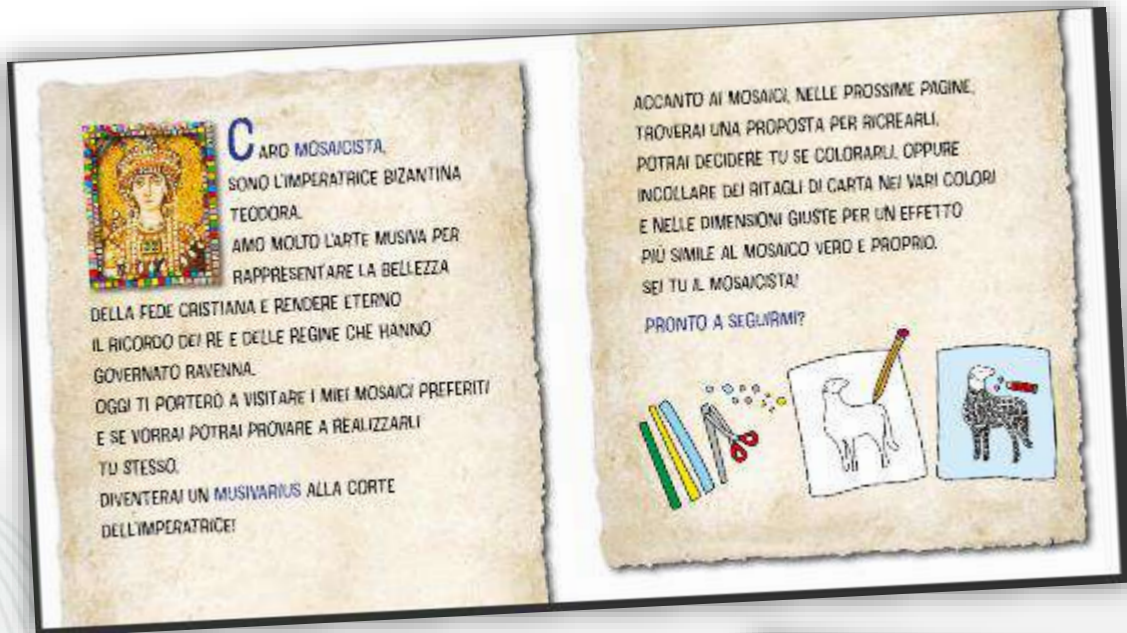 CARO MOSAICISTA,
SONO L'IMPERATRICE BIZANTINA
TEODORA.
AMO MOLTO L'ARTE MUSIVA PER
RAPPRESENTARE LA BELLEZZA
DELLA FEDE CRISTIANA E RENDERE ETERNO
IL RICORDO DEI RE E DELLE REGINE CHE HANNO
GOVERNATO RAVENNA.
OGGI TI PORTERÒ A VISITARE I MIEI MOSAICI PREFERITI
E SE VORRAI POTRAI PROVARE A REALIZZARLI
TU STESSO.
DIVENTERAI UN MUSIVARIUS ALLA CORTE
DELL'IMPERATRICE!
ACCANTO AI MOSAICI, NELLE PROSSIME PAGINE,
TROVERAI UNA PROPOSTA PER RICREARLI.
POTRAI DECIDERE TU SE COLORARLI, OPPURE
INCOLLARE DEI RITAGLI DI CARTA NEI VARI COLORI
E NELLE DIMENSIONI GIUSTE PER UN EFFETTO
PIÙ SIMILE AL MOSAICO VERO E PROPRIO.
SEI TU IL MOSAICISTA!
PRONTO A SEGUIRMI?